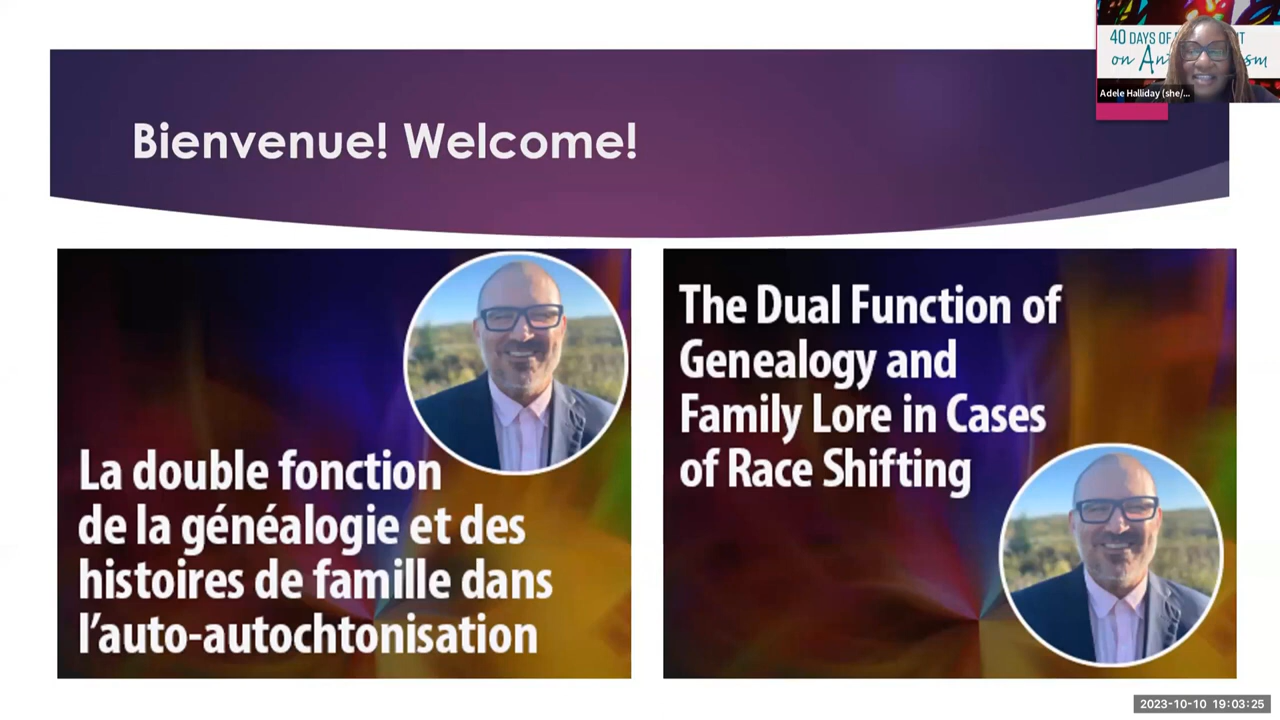 Bienvenue! Welcome!
40 DAYS OF
on
Adele Halliday (she/...
La double fonction
de la généalogie et des
histoires de famille dans
l'auto-autochtonisation
The Dual Function of
Genealogy and
Family Lore in Cases
of Race Shifting
2023-10-10 19:03:25